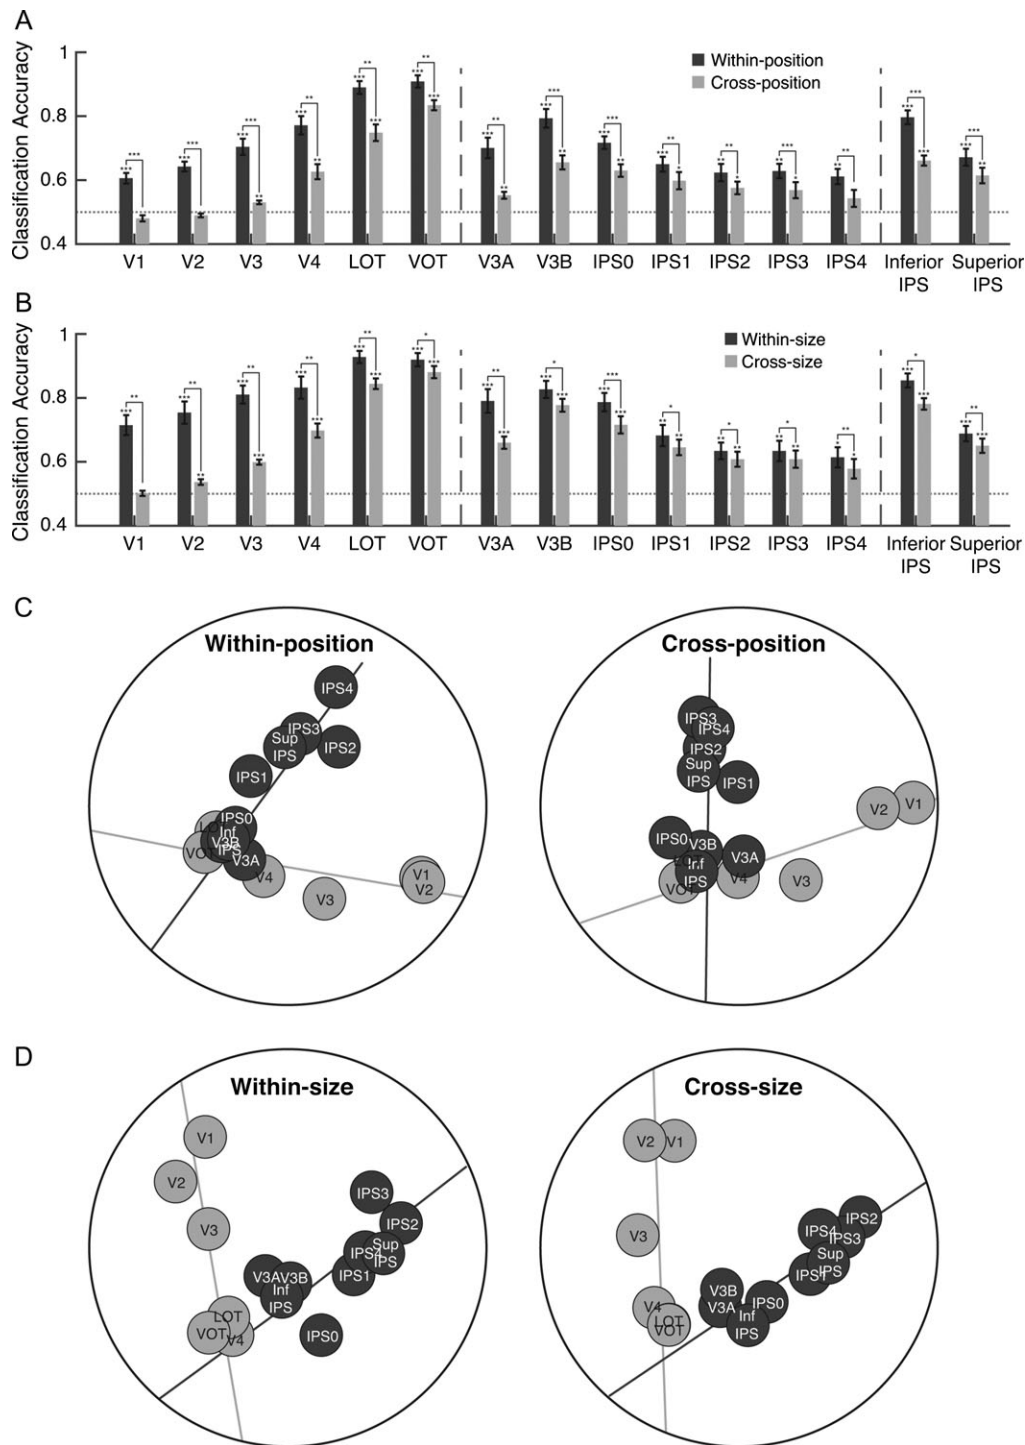 A
Classification Accuracy
1
0.8
0.6
0.4
Within-position
Cross-position
*** *** *** ** ** ** ** *** *** ** ** *** ** *** ***
V1 V2 V3 V4 LOT VOT V3A V3B IPS0 IPS1 IPS2 IPS3 IPS4 Inferior Superior
IPS IPS
B
Classification Accuracy
1
0.8
0.6
0.4
Within-size
Cross-size
** ** ** ** ** * ** * *** * * * ** * **
V1 V2 V3 V4 LOT VOT V3A V3B IPS0 IPS1 IPS2 IPS3 IPS4 Inferior Superior
IPS IPS
C
Within-position
IPS4
IPS3
Sup
IPS
IPS2
IPS1
IPS0
LOT
Inf
V3B
IPS
VOT
V3A
V4
V1
V2
V3
Cross-position
IPS3
IPS4
IPS2
Sup
IPS
IPS1
V2
V1
IPS0
V3B
V3A
LOT
Inf
IPS
VOT
V4
V3
D
Within-size
V1
V2
V3
IPS3
IPS2
IPS4
Sup
IPS
IPS1
V3A
V3B
Inf
IPS
LOT
VOT
V4
IPS0
Cross-size
V2
V1
V3
IPS2
IPS4
IPS3
Sup
IPS
IPS1
V3B
V3A
IPS0
Inf
IPS
V4
LOT
VOT